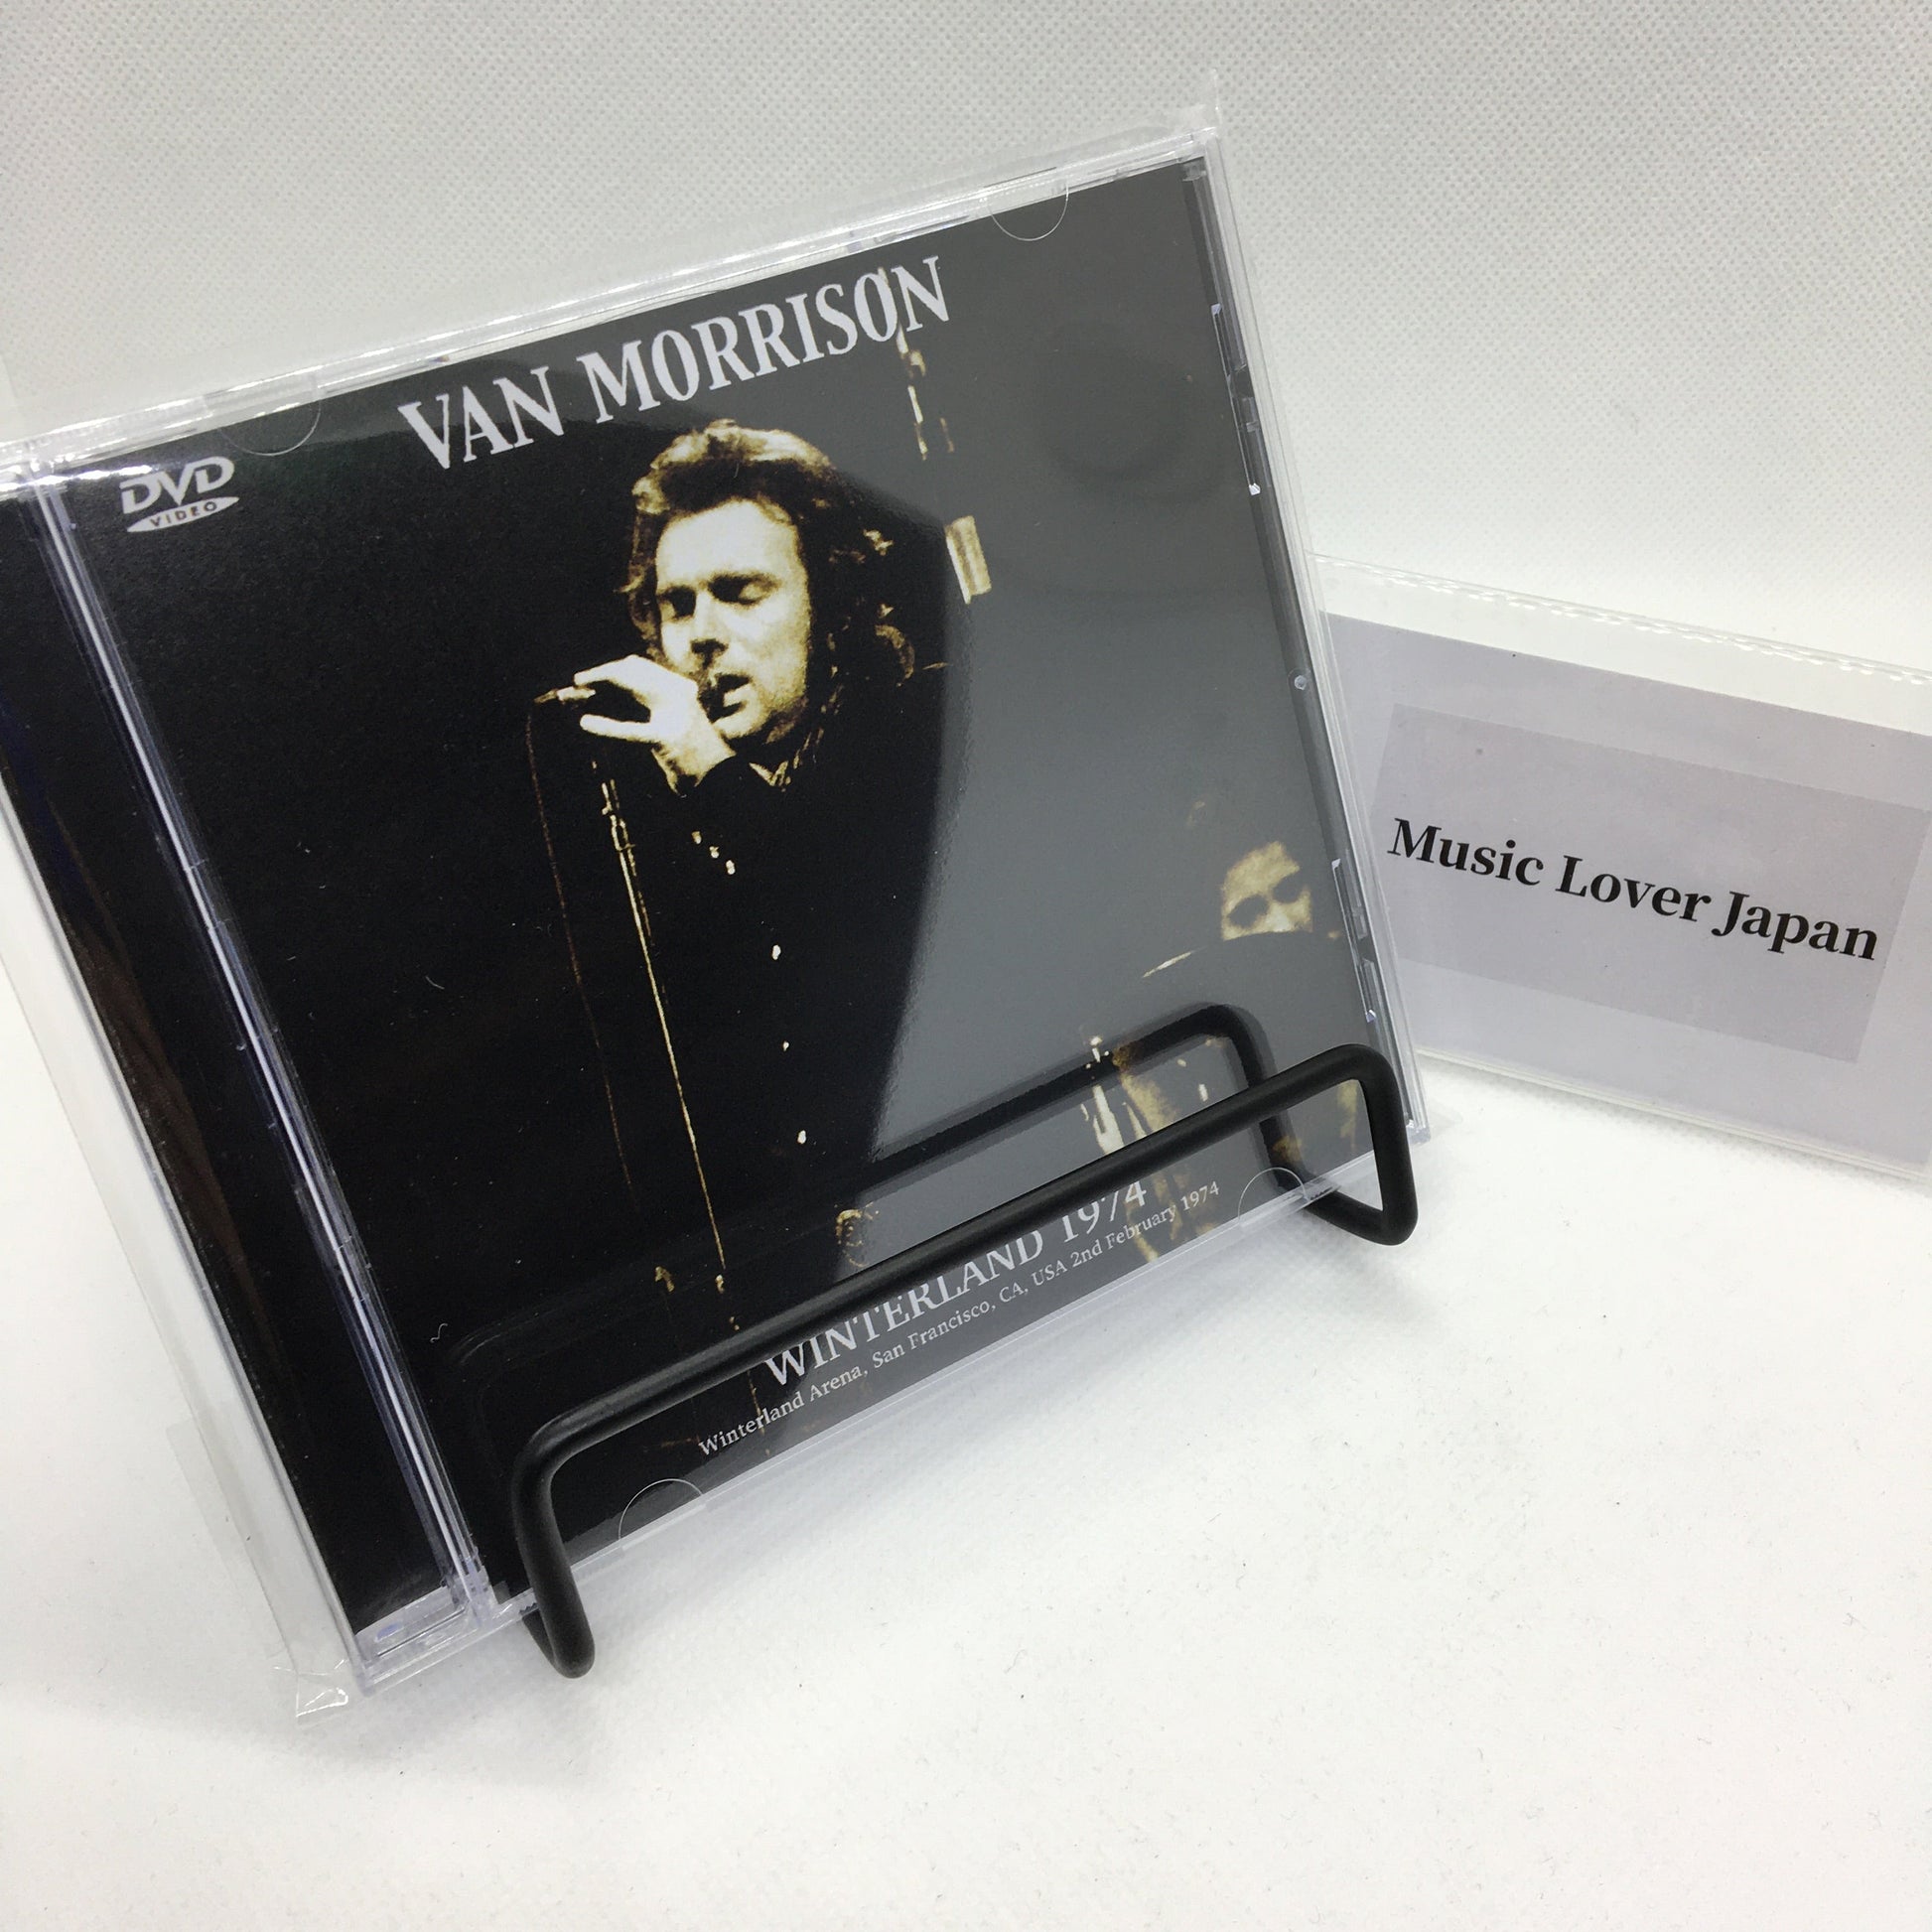 VAN MORRISON
DVD
VIDEO
WINTERLAND 1974
Winterland Arena, San Francisco, CA, USA 2nd February 1974
Music Lover Japan